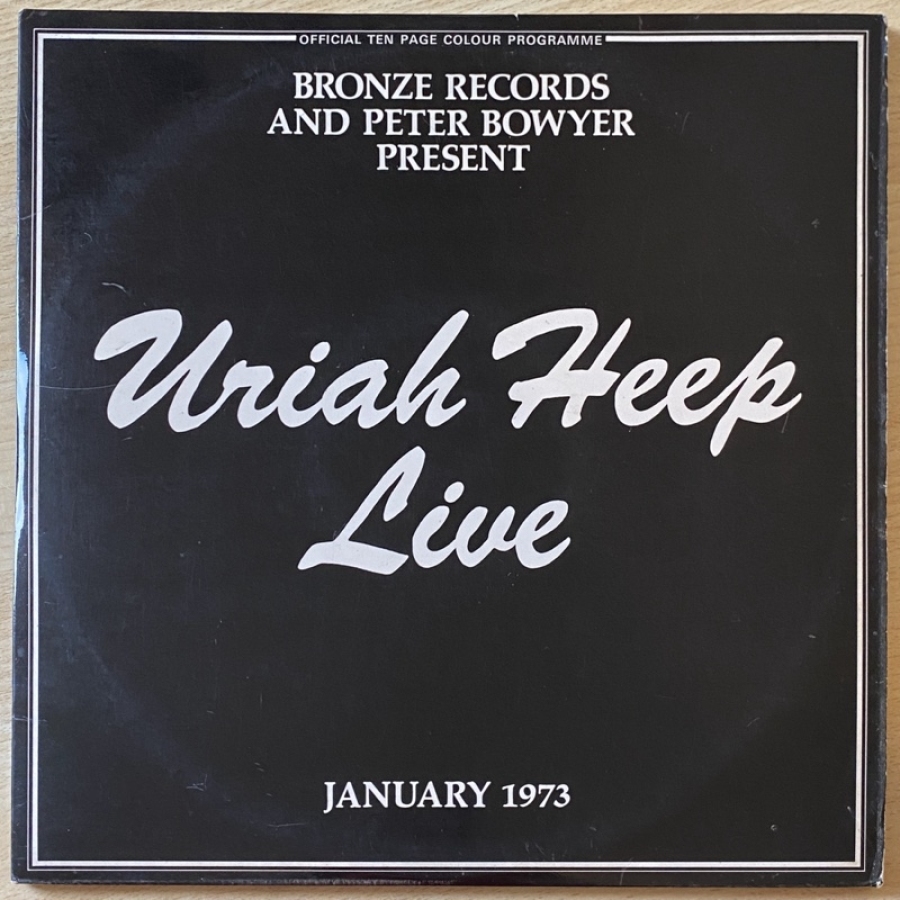 OFFICIAL TEN PAGE COLOUR PROGRAMME
BRONZE RECORDS
AND PETER BOWYER
PRESENT
Uriah Heep
Live
JANUARY 1973